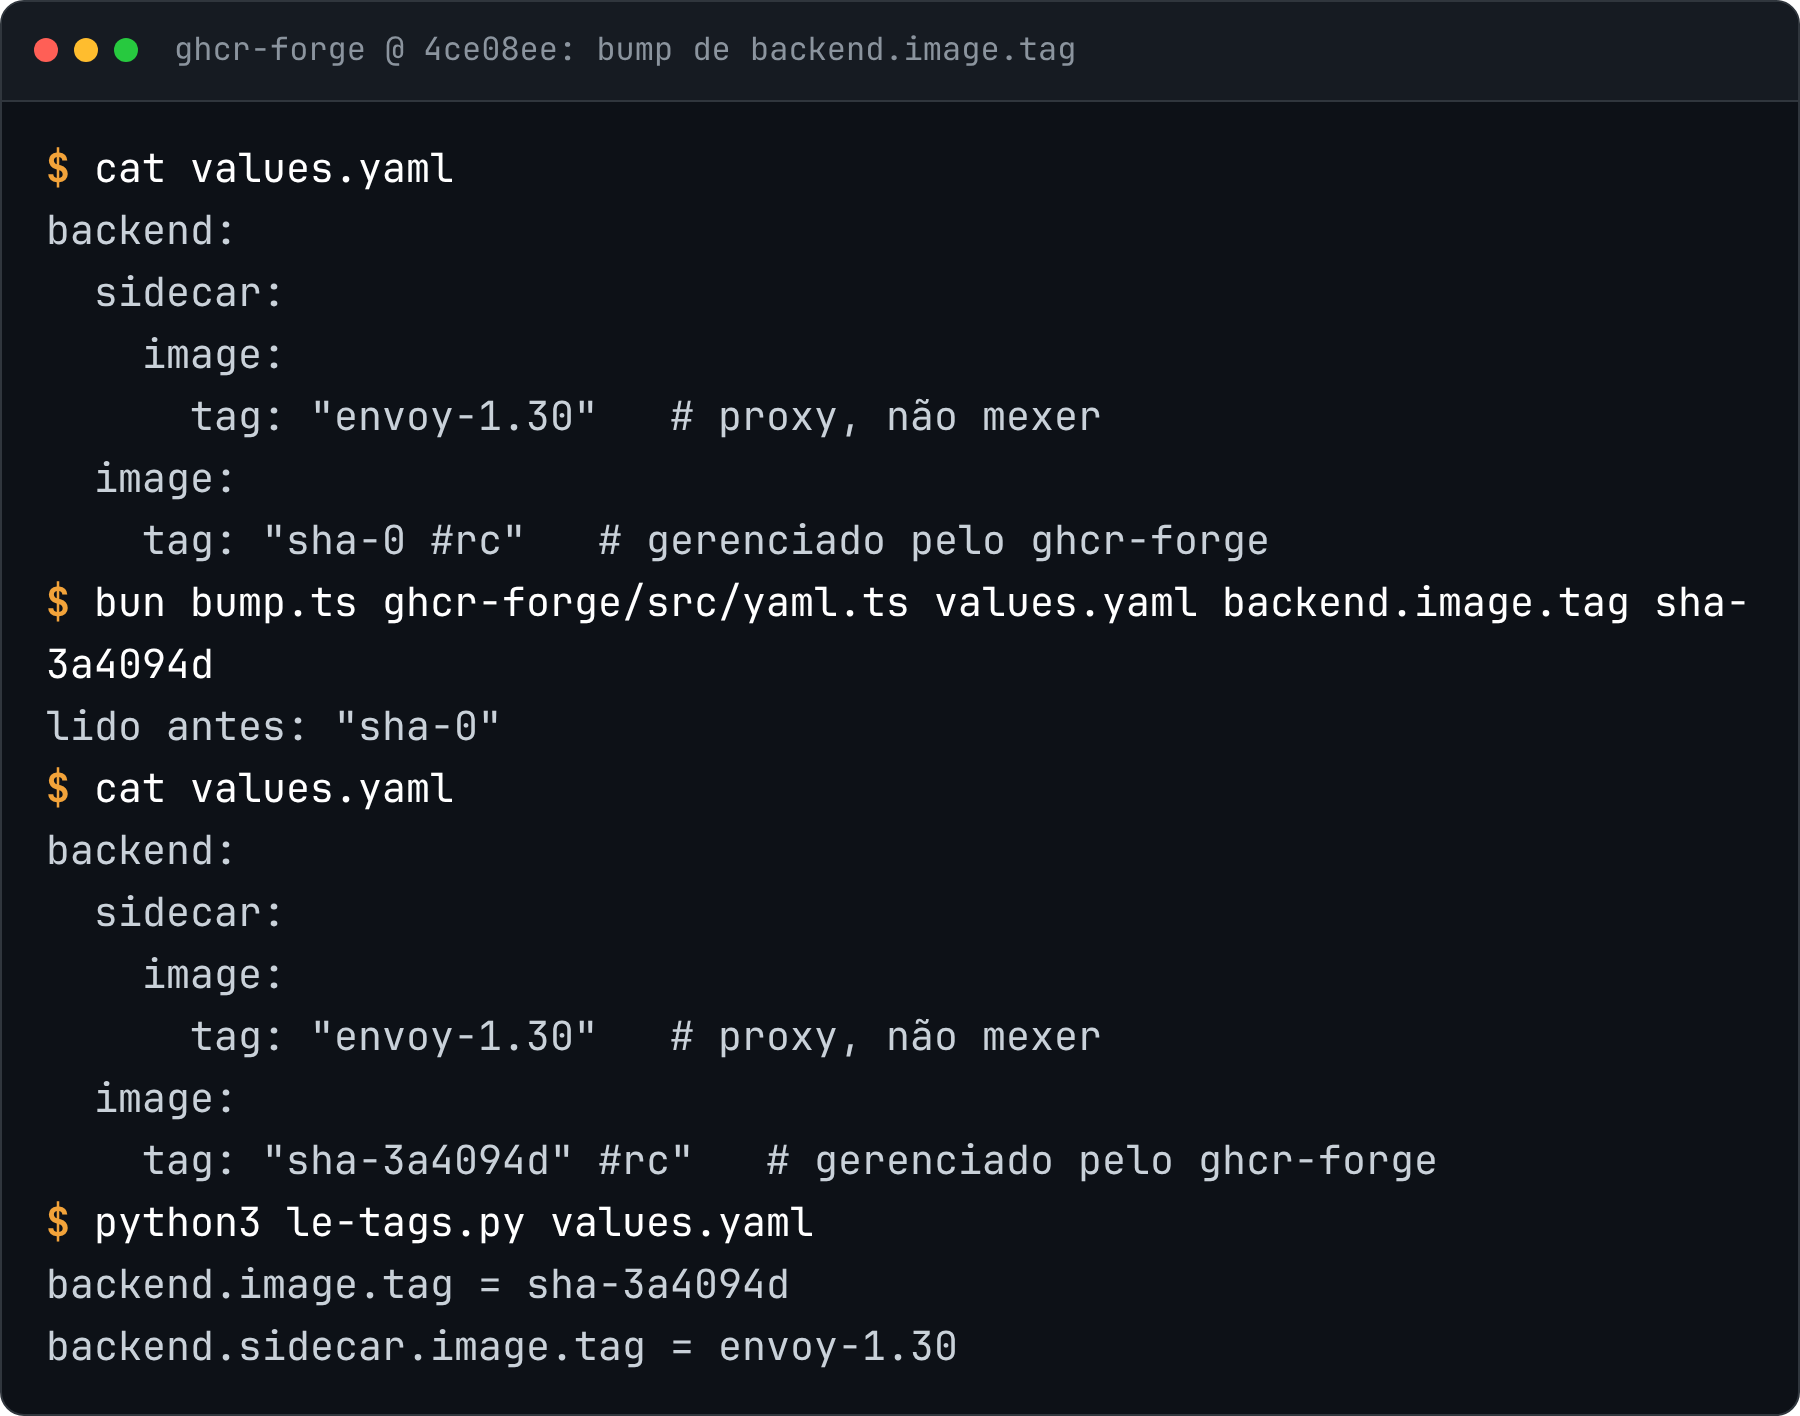 ghcr-forge @ 4ce08ee: bump de backend.image.tag
$ cat values.yaml
backend:
  sidecar:
    image:
      tag: "envoy-1.30"   # proxy, não mexer
  image:
    tag: "sha-0 #rc"   # gerenciado pelo ghcr-forge
$ bun bump.ts ghcr-forge/src/yaml.ts values.yaml backend.image.tag sha-
3a4094d
lido antes: "sha-0"
$ cat values.yaml
backend:
  sidecar:
    image:
      tag: "envoy-1.30"   # proxy, não mexer
  image:
    tag: "sha-3a4094d" #rc"   # gerenciado pelo ghcr-forge
$ python3 le-tags.py values.yaml
backend.image.tag = sha-3a4094d
backend.sidecar.image.tag = envoy-1.30